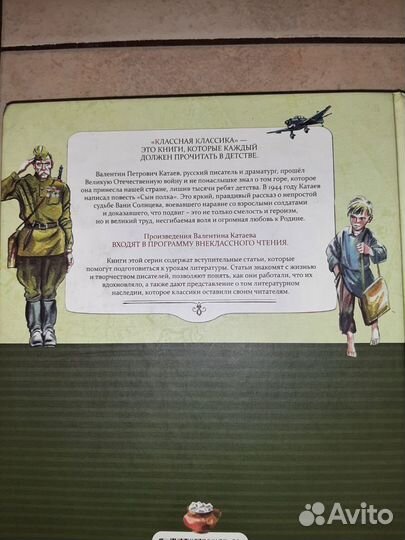 «КЛАССНАЯ КЛАССИКА» —
ЭТО КНИГИ, КОТОРЫЕ КАЖДЫЙ
ДОЛЖЕН ПРОЧИТАТЬ В ДЕТСТВЕ.
Валентин Петрович Катаев, русский писатель и драматург, прошёл
Великую Отечественную войну и не понаслышке знал о том горе, которое
она принесла нашей стране, лишив тысячи ребят детства. В 1944 году Катаев
написал повесть «Сын полка». Это яркий, правдивый рассказ о непростой
судьбе Вани Солнцева, воевавшего наравне со взрослыми солдатами
и доказавшего, что подвиг – это не только смелость и героизм,
но и великий труд, несгибаемая воля и огромная любовь к Родине.
Произведения Валентина Катаева
ВХОДЯТ В ПРОГРАММУ ВНЕКЛАССНОГО ЧТЕНИЯ.
Книги этой серии содержат вступительные статьи, которые
помогут подготовиться к урокам литературы. Статьи знакомят с жизнью
и творчеством писателей, позволяют понять, как они работали, что их
вдохновляло, а также дают представление о том литературном
наследии, которое классики оставили своим читателям.
Avito